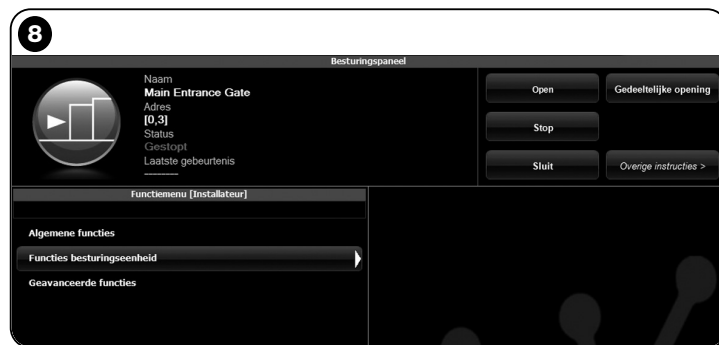 8
Besturingspaneel
Naam
Main Entrance Gate
Adres
[0,3]
Status
Gestopt
Laatste gebeurtenis
--------
Open
Gedeeltelijke opening
Stop
Sluit
Overige instructies >
Functiemenu [Installateur]
Algemene functies
Functies besturingseenheid
Geavanceerde functies